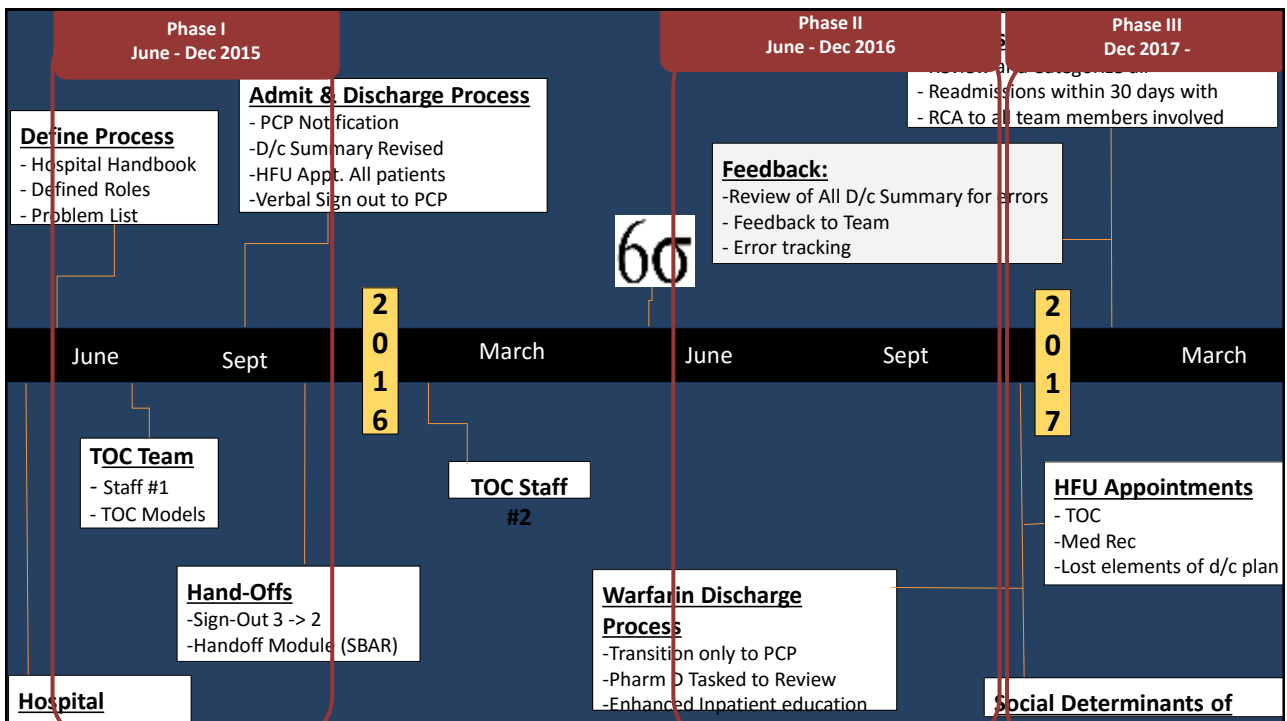 Phase I
June - Dec 2015
Phase II
June - Dec 2016
Phase III
Dec 2017 -
Define Process
- Hospital Handbook
- Defined Roles
- Problem List
Admit & Discharge Process
- PCP Notification
-D/c Summary Revised
-HFU Appt. All patients
-Verbal Sign out to PCP
6σ
Feedback:
-Review of All D/c Summary for errors
- Feedback to Team
- Error tracking
- Readmissions within 30 days with
- RCA to all team members involved
June
Sept
2016
March
June
Sept
2017
March
TOC Team
- Staff #1
- TOC Models
Hand-Offs
-Sign-Out 3 -> 2
-Handoff Module (SBAR)
Hospital
TOC Staff
#2
Warfarin Discharge
Process
-Transition only to PCP
-Pharm D Tasked to Review
-Enhanced Inpatient education
HFU Appointments
- TOC
-Med Rec
-Lost elements of d/c plan
Social Determinants of